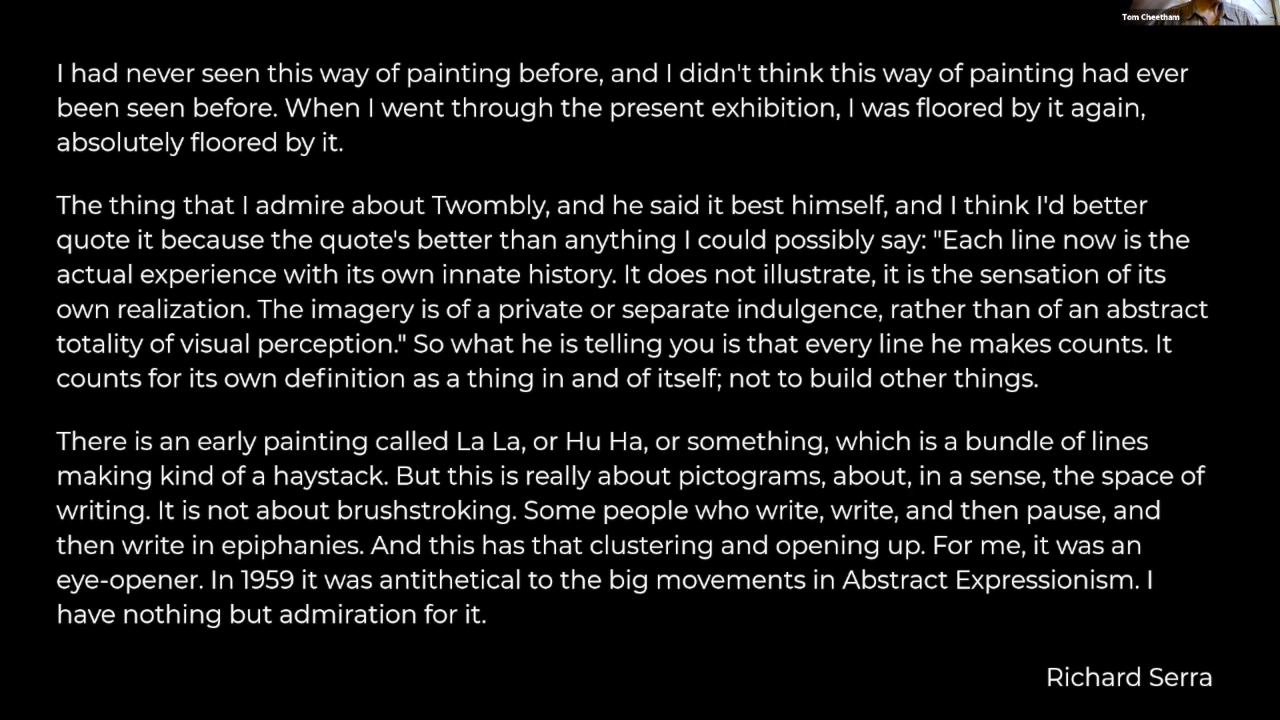 Tom Cheetham
I had never seen this way of painting before, and I didn't think this way of painting had ever
been seen before. When I went through the present exhibition, I was floored by it again,
absolutely floored by it.
The thing that I admire about Twombly, and he said it best himself, and I think I'd better
quote it because the quote's better than anything I could possibly say: "Each line now is the
actual experience with its own innate history. It does not illustrate, it is the sensation of its
own realization. The imagery is of a private or separate indulgence, rather than of an abstract
totality of visual perception." So what he is telling you is that every line he makes counts. It
counts for its own definition as a thing in and of itself; not to build other things.
There is an early painting called La La, or Hu Ha, or something, which is a bundle of lines
making kind of a haystack. But this is really about pictograms, about, in a sense, the space of
writing. It is not about brushstroking. Some people who write, write, and then pause, and
then write in epiphanies. And this has that clustering and opening up. For me, it was an
eye-opener. In 1959 it was antithetical to the big movements in Abstract Expressionism. I
have nothing but admiration for it.
Richard Serra